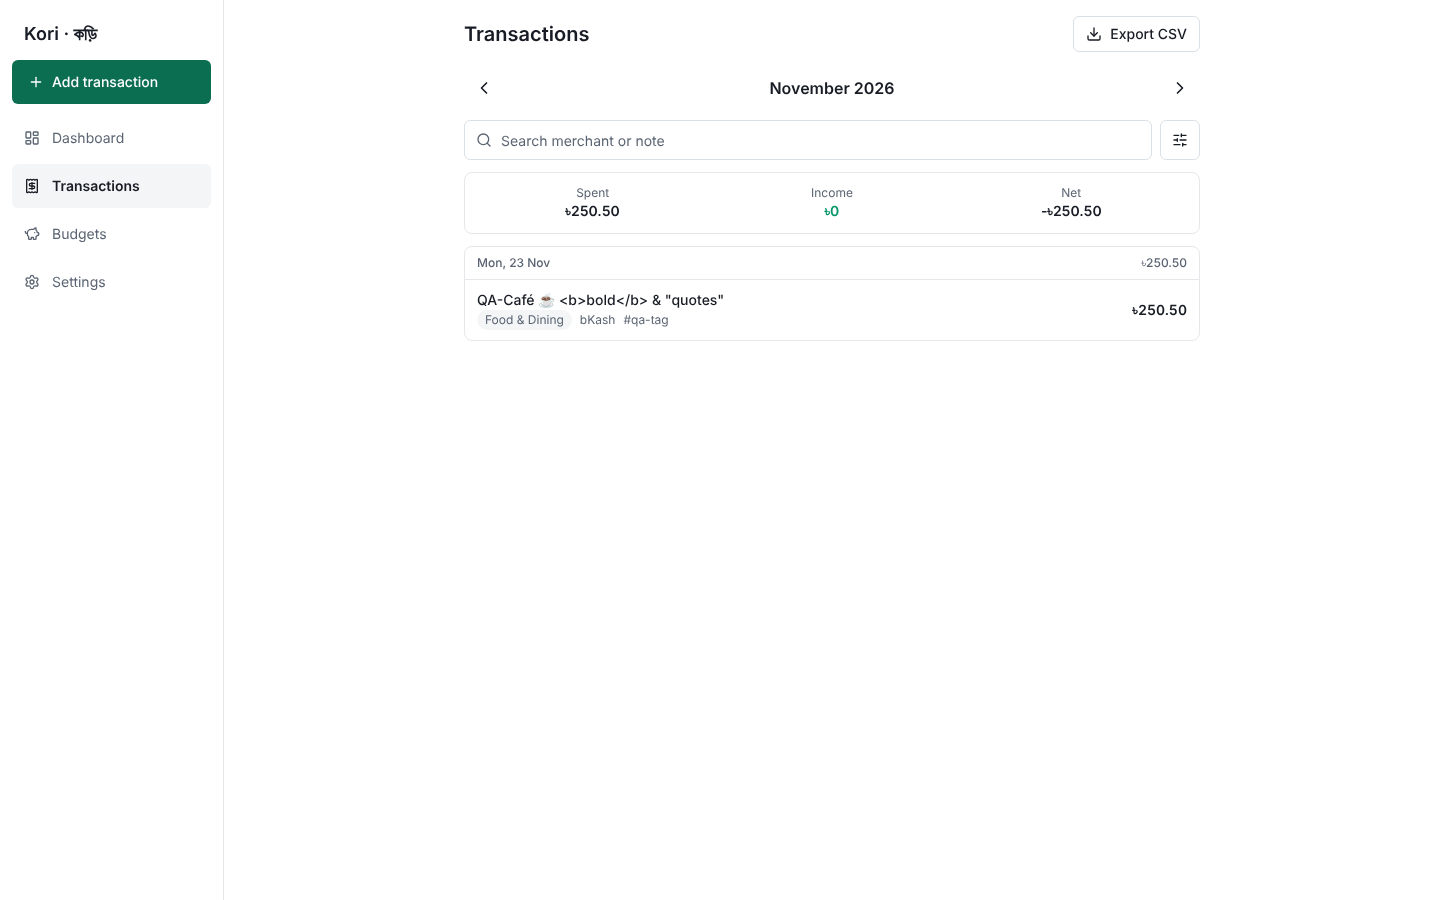 Kori · কড়ি
Add transaction
Dashboard
Transactions
Budgets
Settings
Transactions
Export CSV
November 2026
Search merchant or note
Spent
৳250.50
Income
৳0
Net
-৳250.50
Mon, 23 Nov
৳250.50
QA-Café ☕ <b>bold</b> & "quotes"
৳250.50
Food & Dining bKash #qa-tag